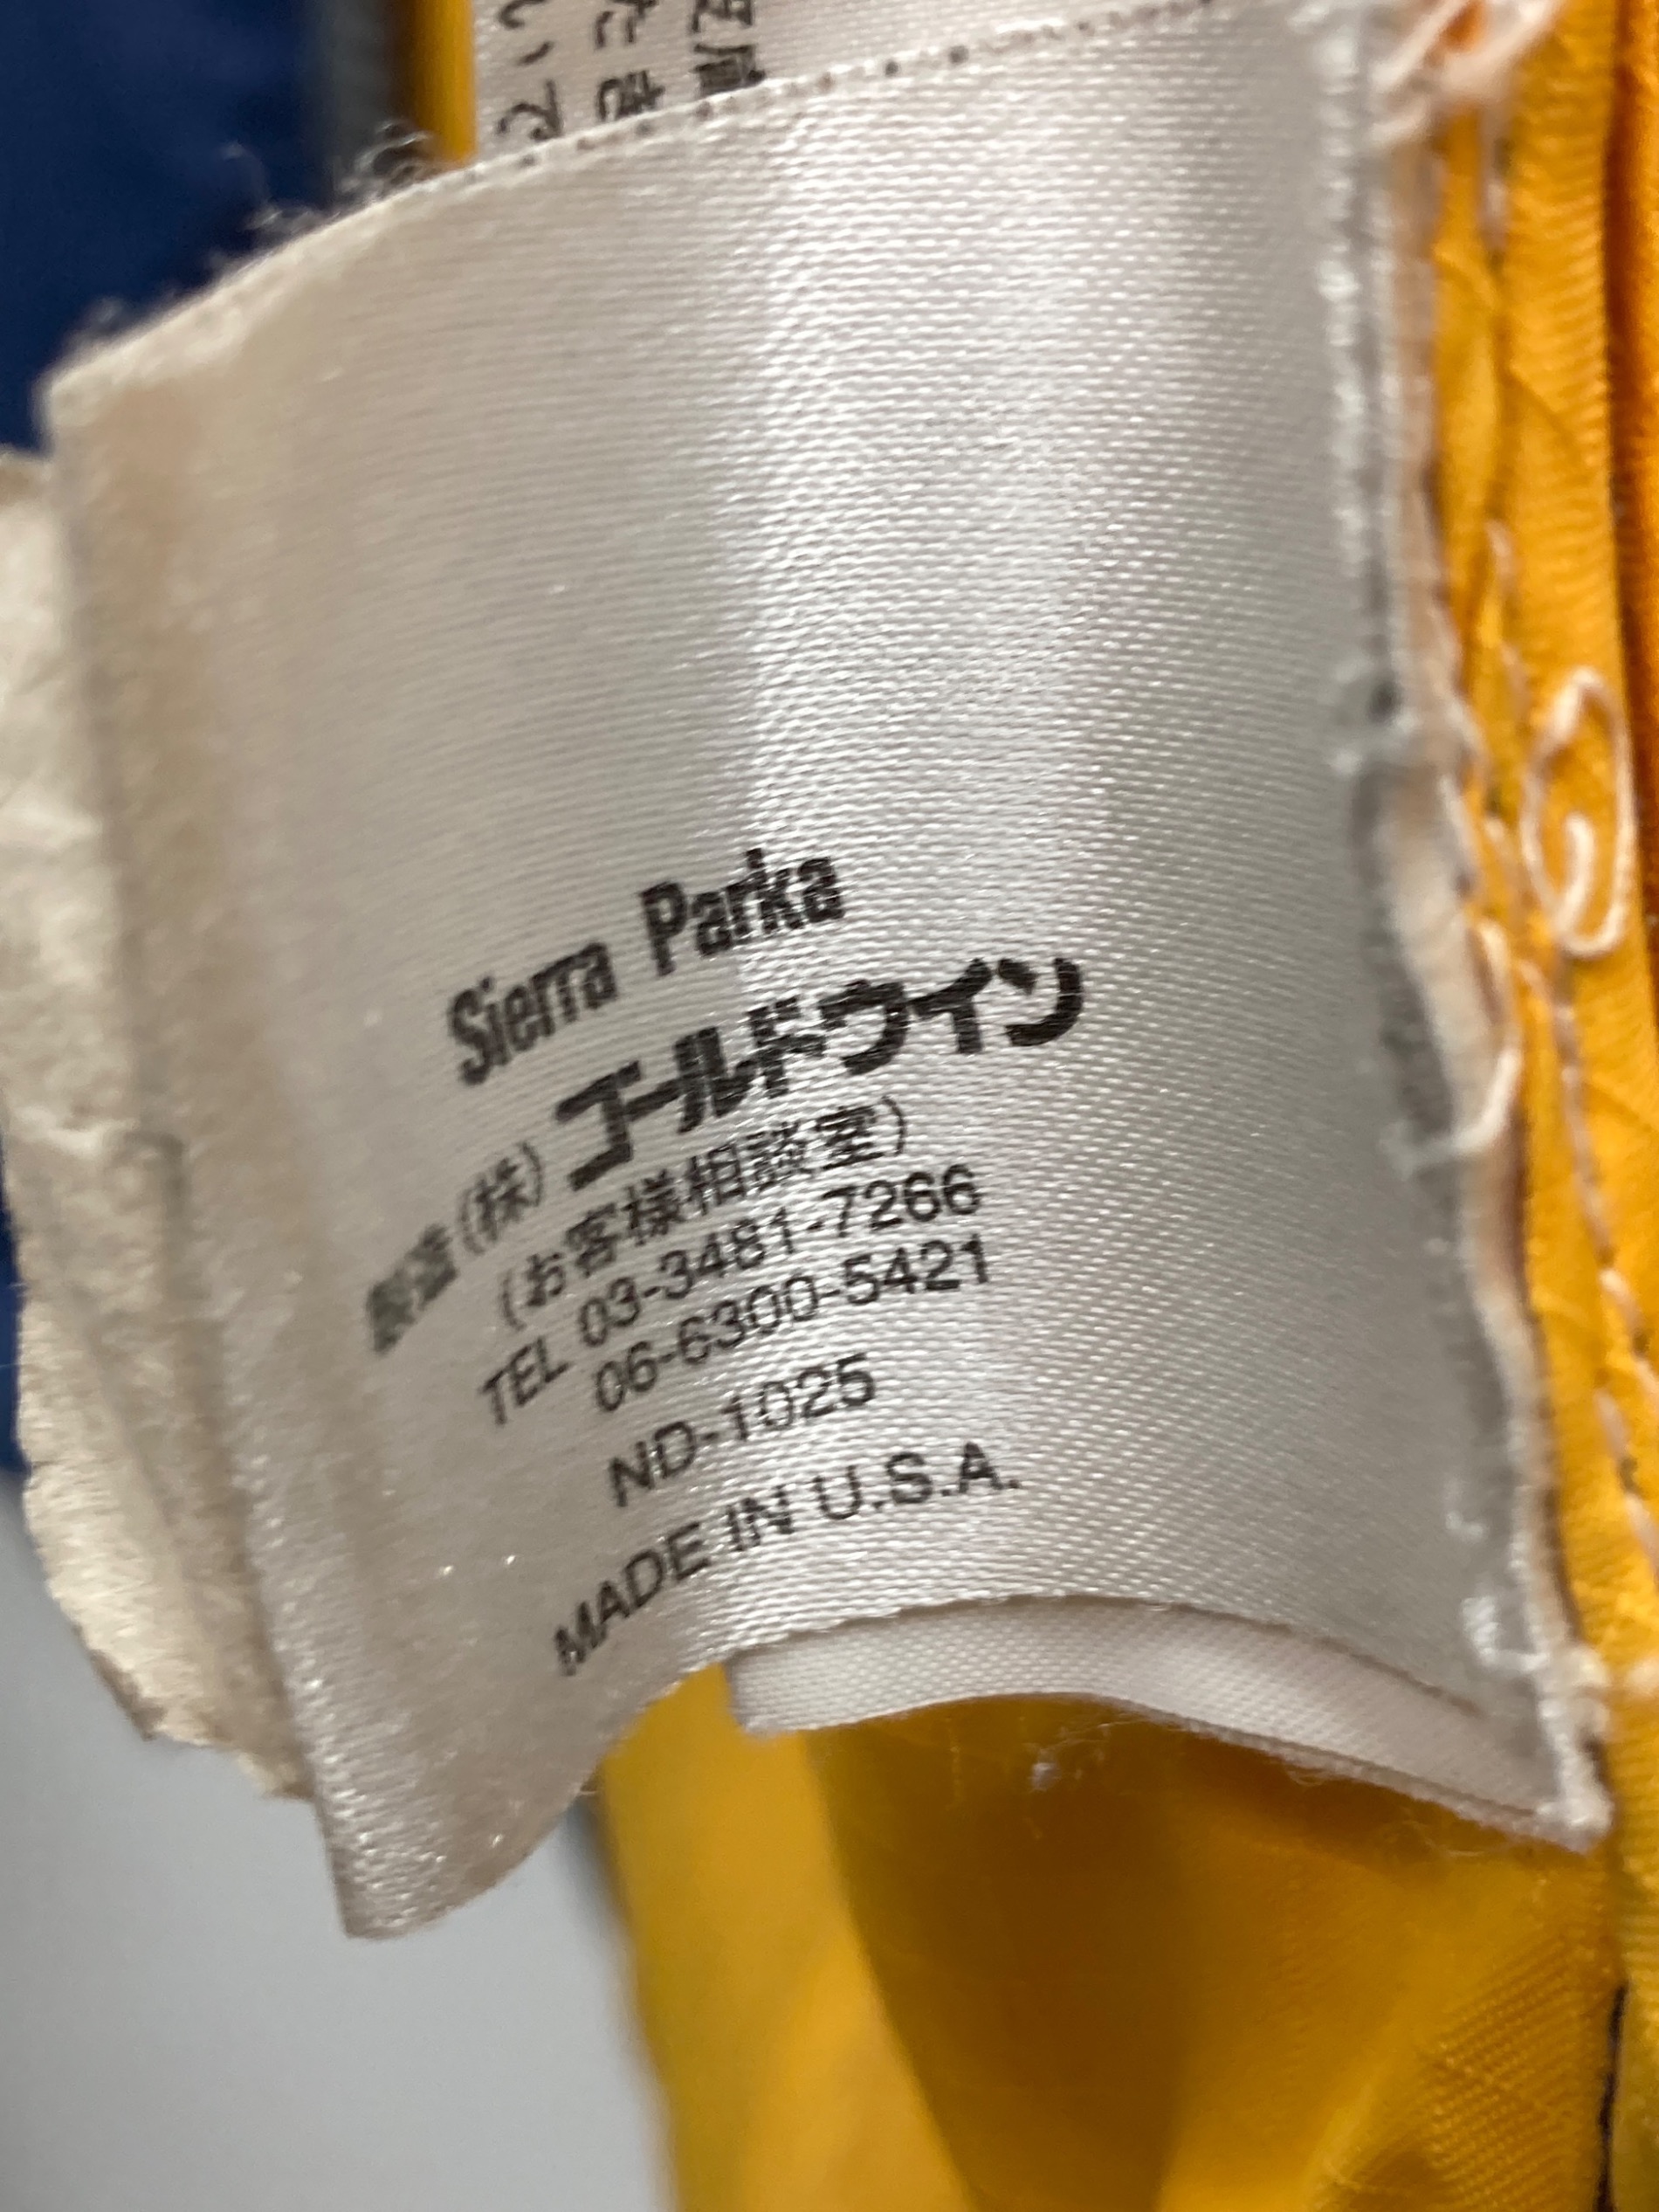 Sierra Parka
製造(株)ゴールドウイン
(お客様相談室)
TEL 03-3481-7266
06-6300-5421
ND-1025
MADE IN U.S.A.